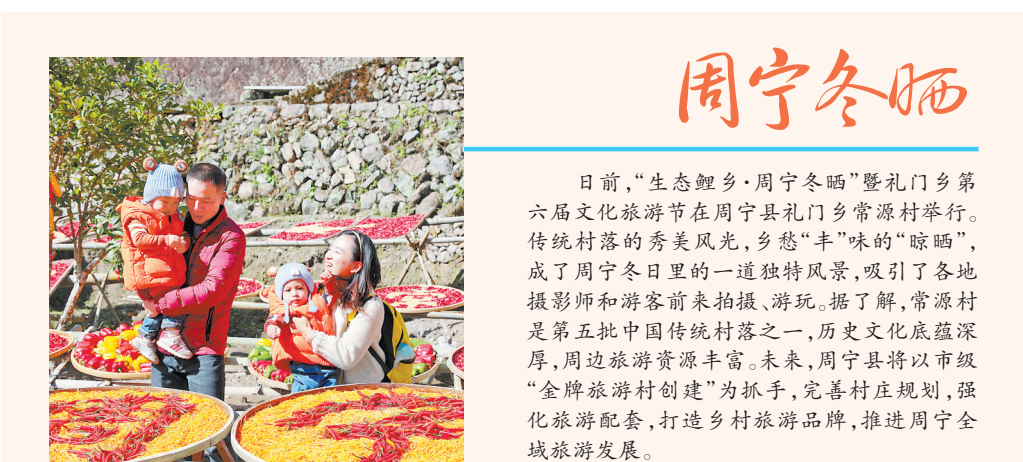 周宁冬晒
日前，“生态鲤乡·周宁冬晒”暨礼门乡第
六届文化旅游节在周宁县礼门乡常源村举行。
传统村落的秀美风光，乡愁“丰”味的“晾晒”，
成了周宁冬日里的一道独特风景，吸引了各地
摄影师和游客前来拍摄、游玩。据了解，常源村
是第五批中国传统村落之一，历史文化底蕴深
厚，周边旅游资源丰富。未来，周宁县将以市级
“金牌旅游村创建”为抓手，完善村庄规划，强
化旅游配套，打造乡村旅游品牌，推进周宁全
域旅游发展。